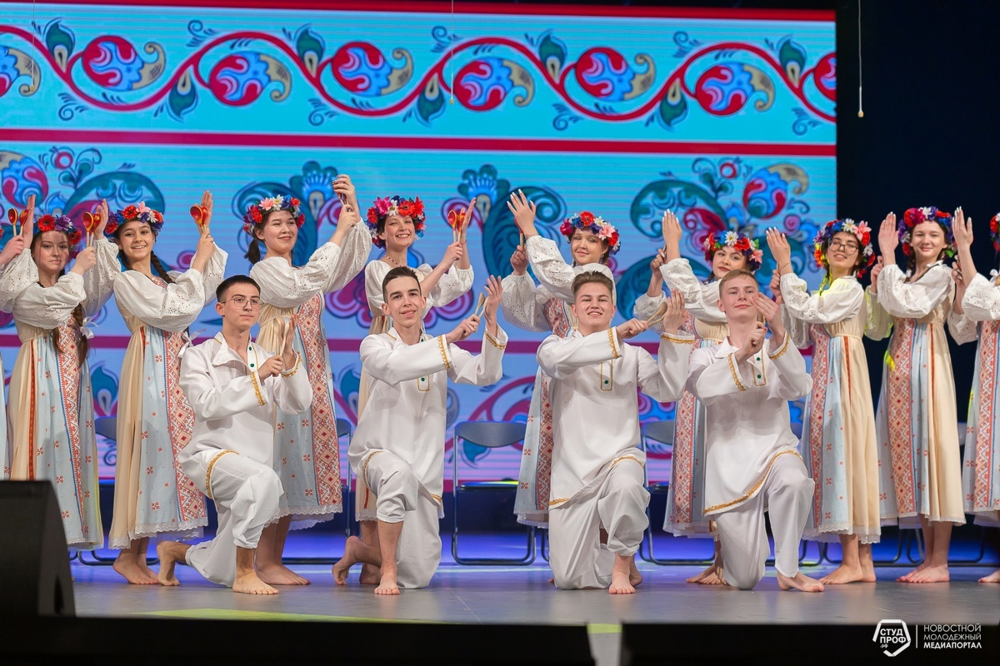 СТУД
ПРОФ
.РФ
НОВОСТНОЙ
МОЛОДЕЖНЫЙ
МЕДИАПОРТАЛ